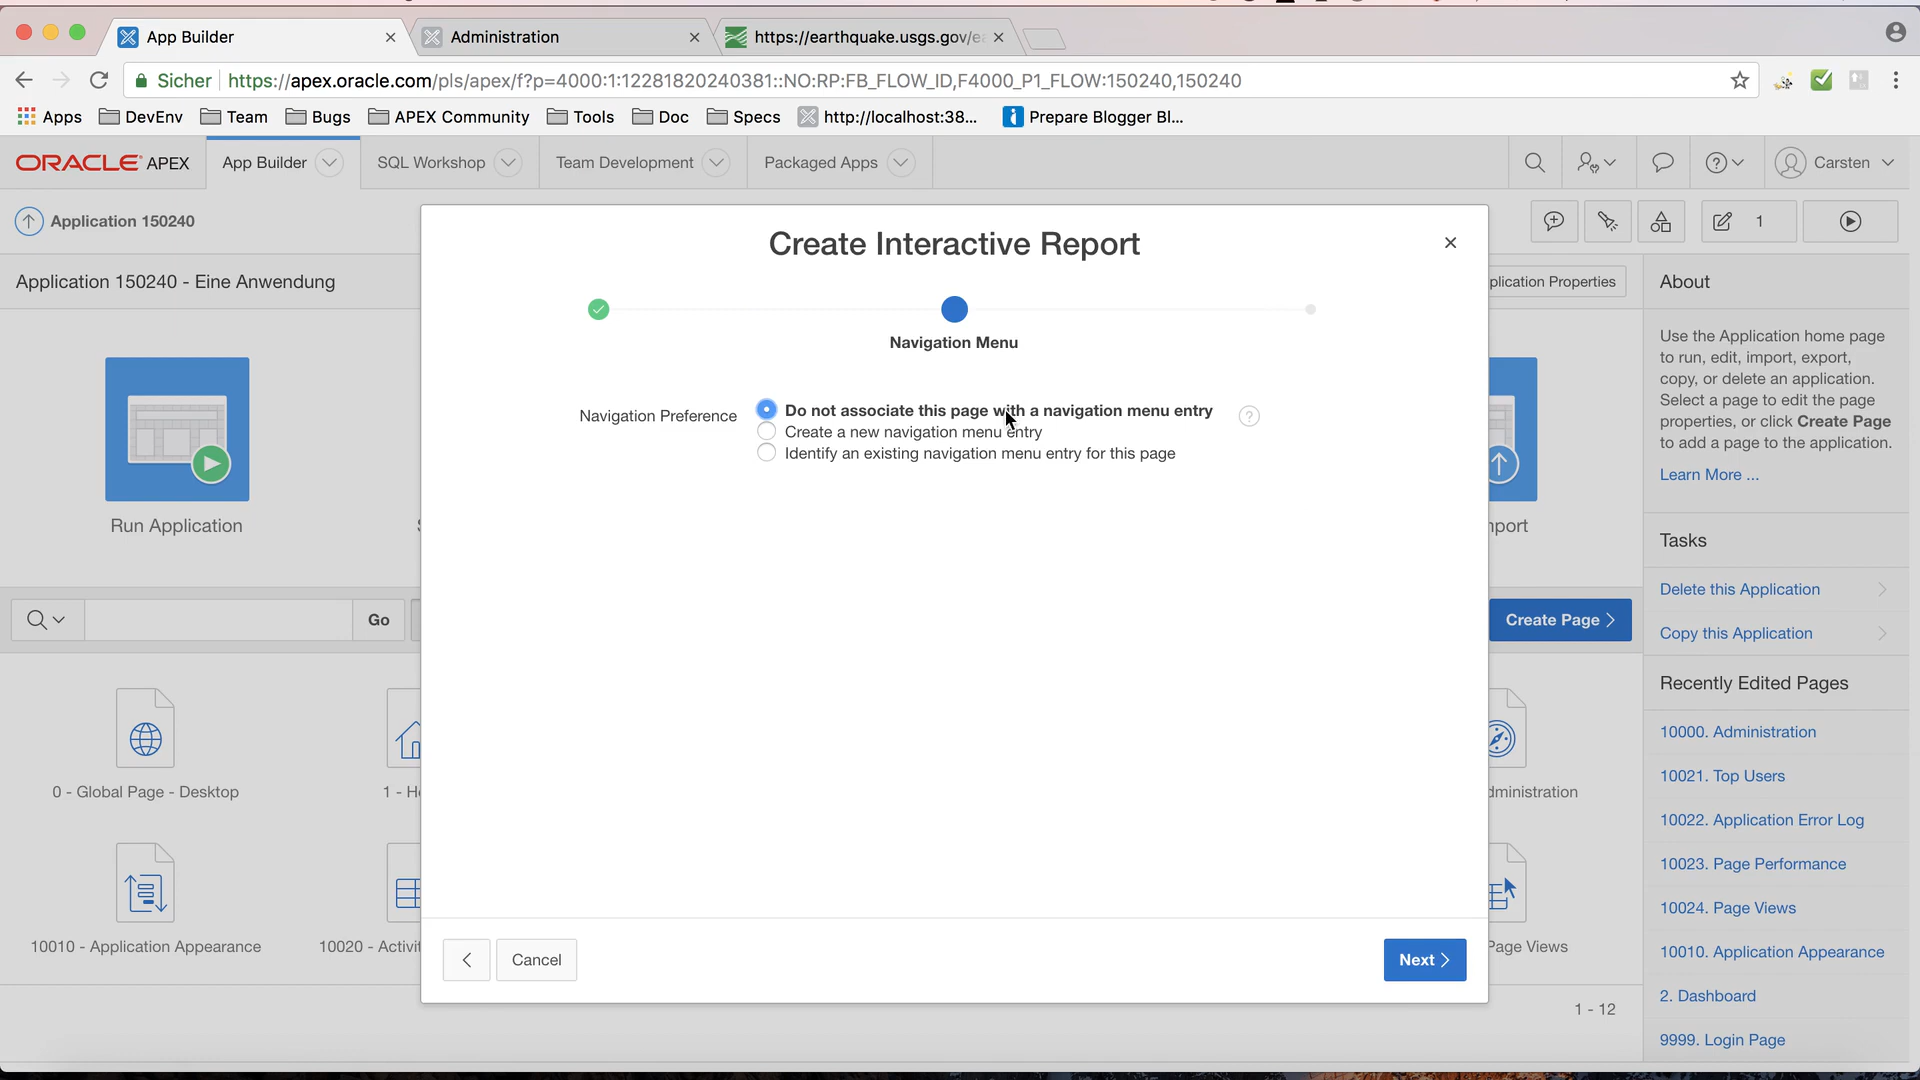 App Builder
Administration
https://earthquake.usgs.gov/ea
Sicher
https://apex.oracle.com/pls/apex/f?p=4000:1:12281820240381::NO:RP:FB_FLOW_ID,F4000_P1_FLOW:150240,150240
Apps
DevEnv
Team
Bugs
APEX Community
Tools
Doc
Specs
http://localhost:38...
Prepare Blogger Bl...
ORACLE APEX
App Builder
SQL Workshop
Team Development
Packaged Apps
Carsten
Application 150240
1
Application 150240 - Eine Anwendung
plication Properties
Create Interactive Report
Navigation Menu
Navigation Preference
Do not associate this page with a navigation menu entry
Create a new navigation menu entry
Identify an existing navigation menu entry for this page
Cancel
Next
Run Application
S
mport
Go
Create Page
0 - Global Page - Desktop
1 - H
dministration
10010 - Application Appearance
10020 - Activi
Page Views
1 - 12
About
Use the Application home page
to run, edit, import, export,
copy, or delete an application.
Select a page to edit the page
properties, or click Create Page
to add a page to the application.
Learn More ...
Tasks
Delete this Application
Copy this Application
Recently Edited Pages
10000. Administration
10021. Top Users
10022. Application Error Log
10023. Page Performance
10024. Page Views
10010. Application Appearance
2. Dashboard
9999. Login Page